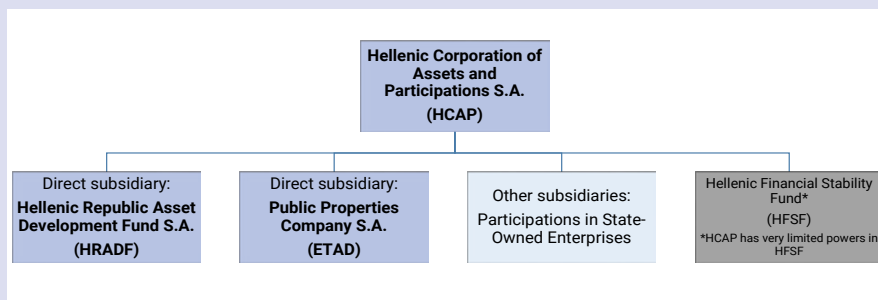 Hellenic Corporation of
Assets and
Participations S.A.
(HCAP)
Direct subsidiary:
Hellenic Republic Asset
Development Fund S.A.
(HRADF)
Direct subsidiary:
Public Properties
Company S.A.
(ETAD)
Other subsidiaries:
Participations in State-
Owned Enterprises
Hellenic Financial Stability
Fund*
(HFSF)
*HCAP has very limited powers in
HFSF